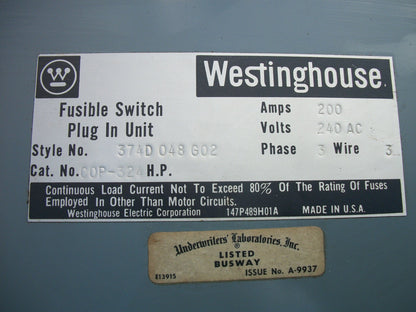 W
Westinghouse
Fusible Switch
Plug In Unit
Amps 200
Volts 240 AC
Style No. 374D 048 G02
Phase 3 Wire 3
Cat. No. COP-324 H.P.
Continuous Load Current Not To Exceed 80% Of The Rating Of Fuses
Employed In Other Than Motor Circuits.
Westinghouse Electric Corporation 147P489H01A MADE IN U.S.A.
Underwriters' Laboratories, Inc.
LISTED
BUSWAY
E13915 ISSUE No. A-9937